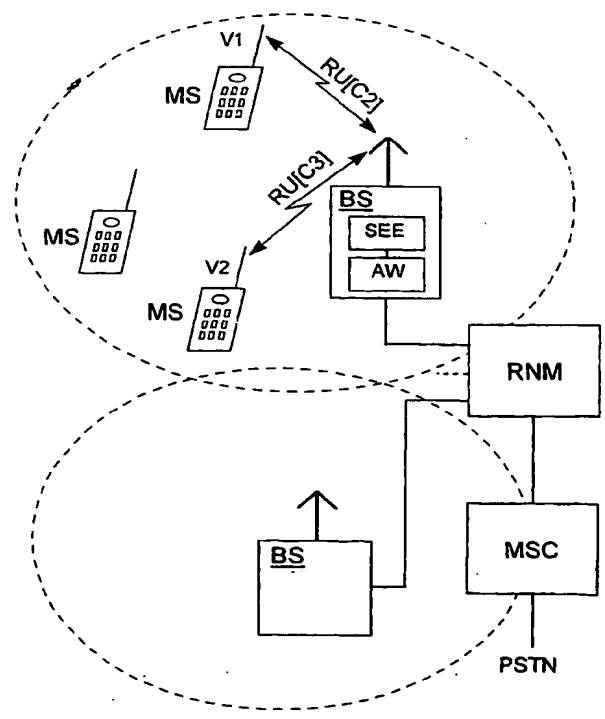 V1
MS
RU[C2]
RU[C3]
MS
BS
SEE
AW
V2
MS
RNM
BS
MSC
PSTN